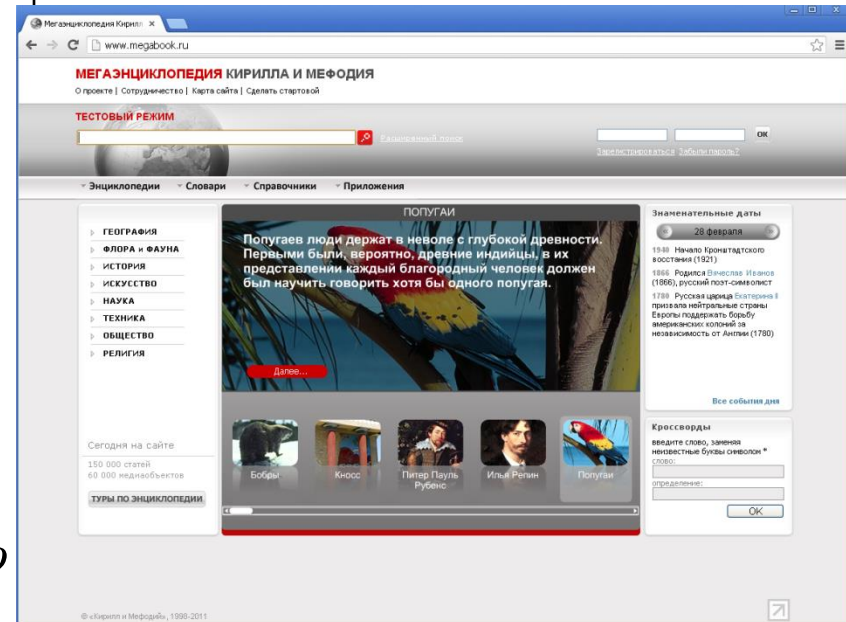 Мегаэнциклопедия Кирилл ×
www.megabook.ru
МЕГАЭНЦИКЛОПЕДИЯ КИРИЛЛА И МЕФОДИЯ
О проекте | Сотрудничество | Карта сайта | Сделать стартовой
ТЕСТОВЫЙ РЕЖИМ
Расширенный поиск
ОК
Зарегистрироваться Забыли пароль?
Энциклопедии Словари Справочники Приложения
ГЕОГРАФИЯ
ФЛОРА и ФАУНА
ИСТОРИЯ
ИСКУССТВО
НАУКА
ТЕХНИКА
ОБЩЕСТВО
РЕЛИГИЯ
Сегодня на сайте
150 000 статей
60 000 медиаобъектов
ТУРЫ ПО ЭНЦИКЛОПЕДИИ
ПОПУГАИ
Попугаев люди держат в неволе с глубокой древности.
Первыми были, вероятно, древние индийцы, в их
представлении каждый благородный человек должен
был научить говорить хотя бы одного попугая.
Далее...
Бобры
Кносс
Питер Пауль
Рубенс
Илья Репин
Попугаи
Знаменательные даты
28 февраля
Начало Кронштадтского
восстания (1921)
1866 Родился Вячеслав Иванов
(1866), русский поэт-символист
1780 Русская царица Екатерина II
призвала нейтральные страны
Европы поддержать борьбу
американских колоний за
независимость от Англии (1780)
Все события дня
Кроссворды
введите слово, заменяя
неизвестные буквы символом *
слово:
определение:
OK
© «Кирилл и Мефодий», 1998-2011